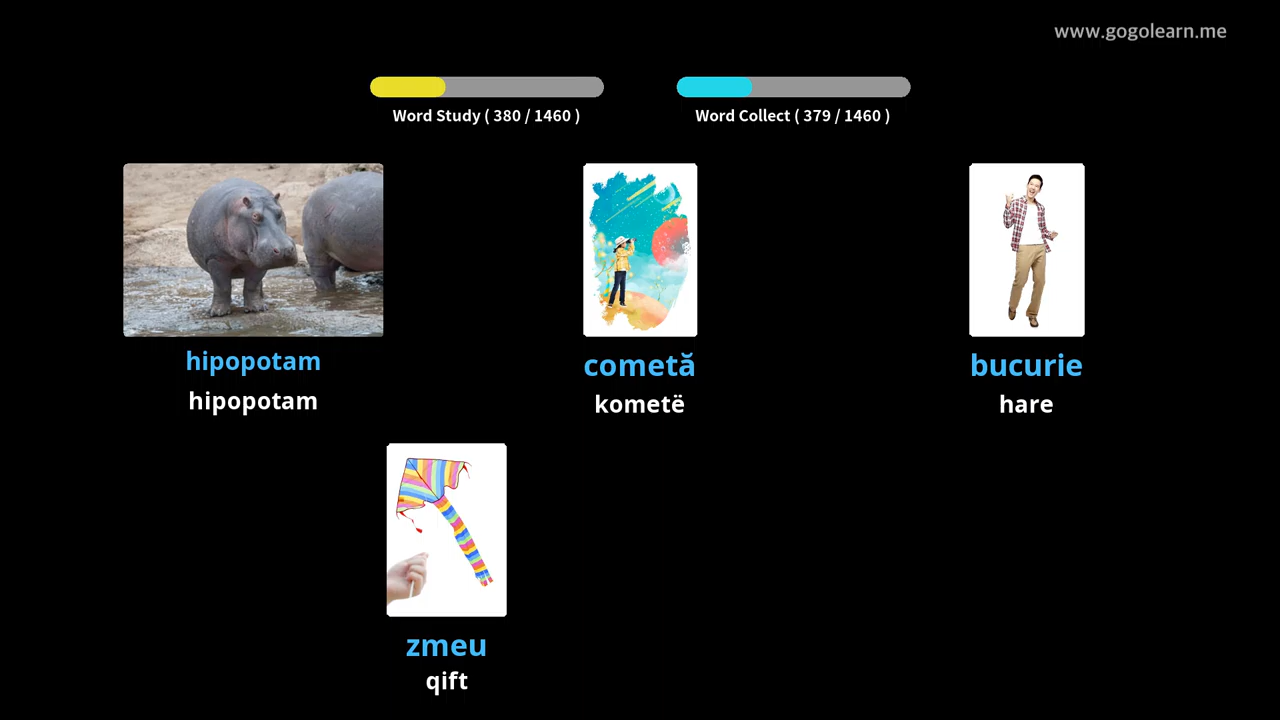 www.gogolearn.me
Word Study ( 380 / 1460 )
Word Collect ( 379 / 1460 )
hipopotam
hipopotam
cometă
kometë
bucurie
hare
zmeu
qift